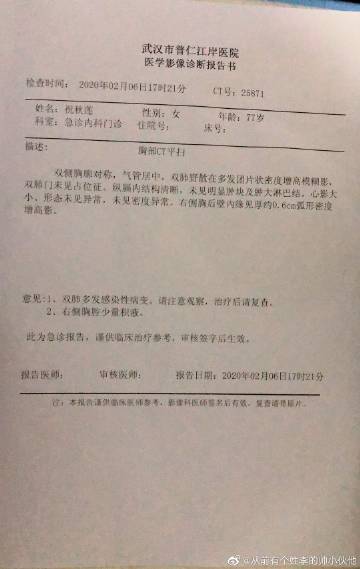 武汉市普仁江岸医院
医学影像诊断报告书
检查时间: 2020年02月06日17时21分 CT号: 25871
姓名: 祝秋莲 性别: 女 年龄: 77岁
科室: 急诊内科门诊 住院号: 床号:
描述: 胸部CT平扫
双侧胸廓对称，气管居中。双肺野散在多发团片状密度增高模糊影，
双肺门未见占位征。纵隔内结构清晰，未见明显肿块及肿大淋巴结。心影大
小、形态未见异常，未见密度异常。右侧胸后壁内缘见厚约0.6cm弧形密度
增高影。
意见: 1、双肺多发感染性病变。请注意观察，治疗后请复查。
2、右侧胸腔少量积液。
此为急诊报告，谨供临床治疗参考，审核签字后生效。
报告医师: 审核医师: 报告日期: 2020年02月06日17时21分
注: 本报告谨供临床医师参考，影像科医师签名后有效。复查请带原片。
@从前有个姓李的帅小伙他